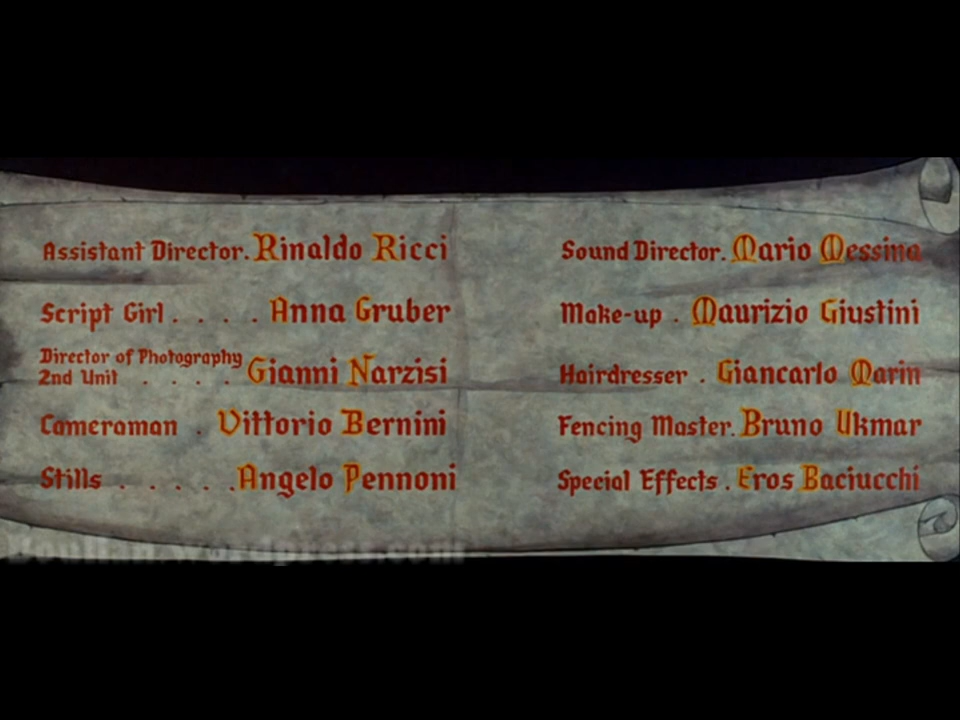 Assistant Director. Rinaldo Ricci
Script Girl . . . . Anna Gruber
Director of Photography
2nd Unit . . . . Gianni Narzisi
Cameraman . Vittorio Bernini
Stills . . . . . Angelo Pennoni
Sound Director. Mario Messina
Make-up . Maurizio Giustini
Hairdresser . Giancarlo Marin
Fencing Master. Bruno Ukmar
Special Effects . Eros Baciucchi